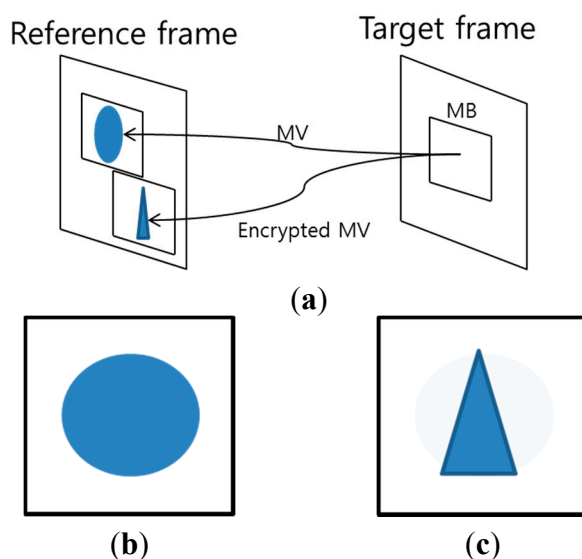 Reference frame
Target frame
MB
MV
Encrypted MV
(a)
(b)
(c)